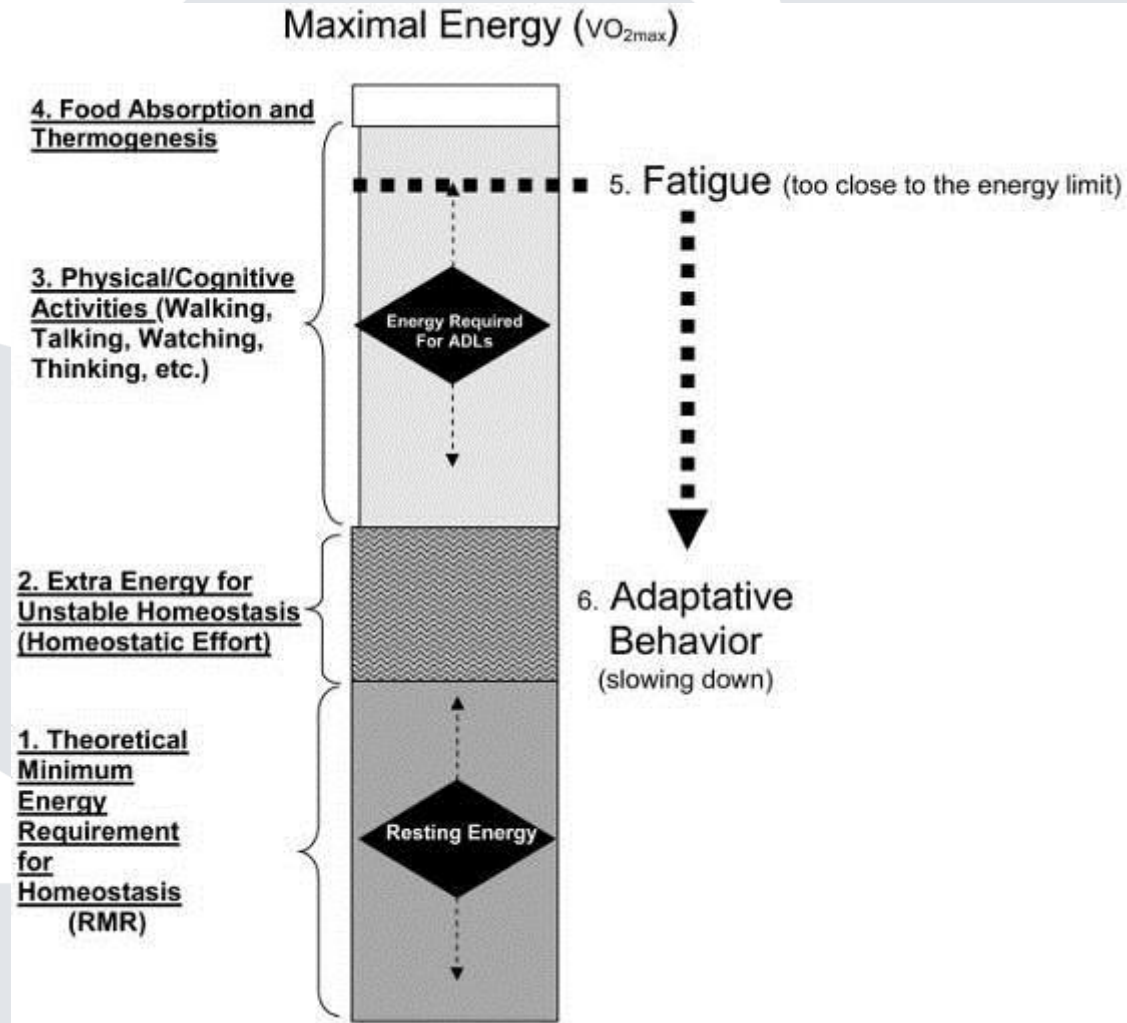 Maximal Energy (VO2max)
4. Food Absorption and
Thermogenesis
5. Fatigue (too close to the energy limit)
3. Physical/Cognitive
Activities (Walking,
Talking, Watching,
Thinking, etc.)
Energy Required
For ADLs
2. Extra Energy for
Unstable Homeostasis
(Homeostatic Effort)
6. Adaptative
Behavior
(slowing down)
1. Theoretical
Minimum
Energy
Requirement
for
Homeostasis
(RMR)
Resting Energy